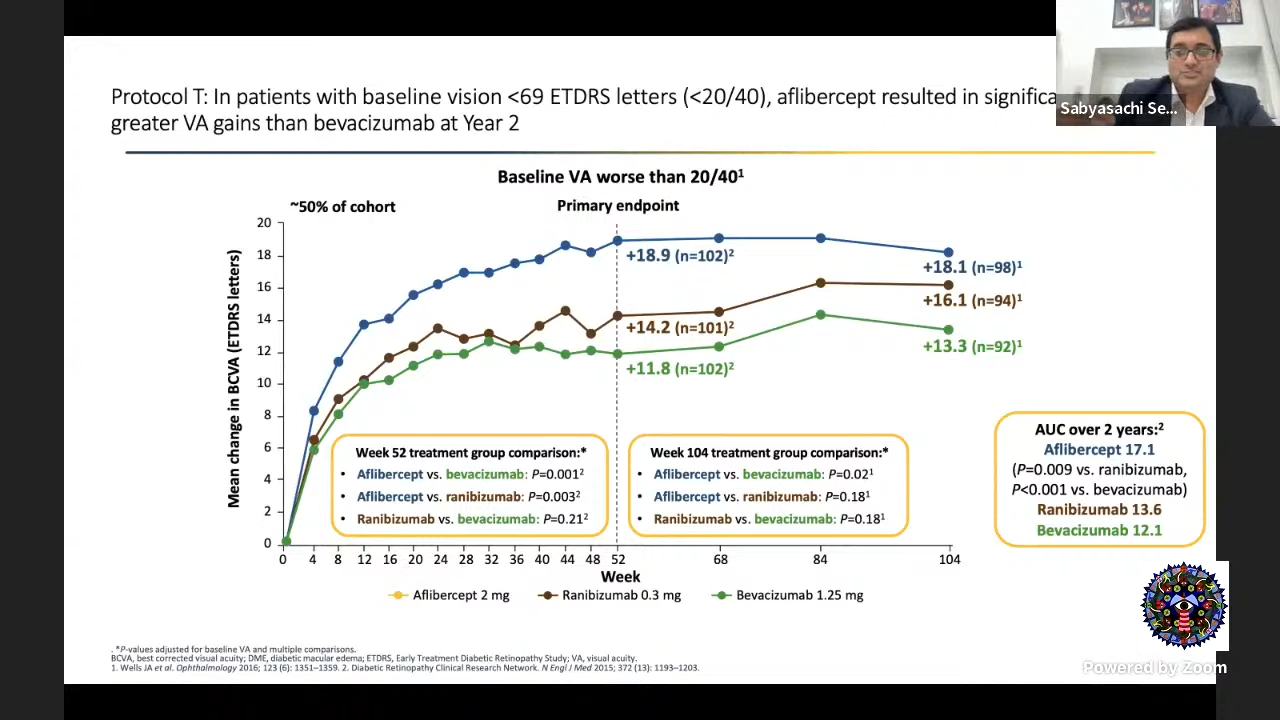 Sabyasachi Se...
Protocol T: In patients with baseline vision <69 ETDRS letters (<20/40), aflibercept resulted in significa
greater VA gains than bevacizumab at Year 2
Baseline VA worse than 20/40¹
~50% of cohort
Primary endpoint
Mean change in BCVA (ETDRS letters)
20
18
16
14
12
10
8
6
4
2
0
+18.9 (n=102)²
+14.2 (n=101)²
+11.8 (n=102)²
+18.1 (n=98)¹
+16.1 (n=94)¹
+13.3 (n=92)¹
Week 52 treatment group comparison:*
• Aflibercept vs. bevacizumab: P=0.001²
• Aflibercept vs. ranibizumab: P=0.003²
• Ranibizumab vs. bevacizumab: P=0.21²
Week 104 treatment group comparison:*
• Aflibercept vs. bevacizumab: P=0.02¹
• Aflibercept vs. ranibizumab: P=0.18¹
• Ranibizumab vs. bevacizumab: P=0.18¹
AUC over 2 years:²
Aflibercept 17.1
(P=0.009 vs. ranibizumab,
P<0.001 vs. bevacizumab)
Ranibizumab 13.6
Bevacizumab 12.1
0 4 8 12 16 20 24 28 32 36 40 44 48 52 68 84 104
Week
Aflibercept 2 mg Ranibizumab 0.3 mg Bevacizumab 1.25 mg
. *P-values adjusted for baseline VA and multiple comparisons.
BCVA, best corrected visual acuity; DME, diabetic macular edema; ETDRS, Early Treatment Diabetic Retinopathy Study; VA, visual acuity.
1. Wells JA et al. Ophthalmology 2016; 123 (6): 1351–1359. 2. Diabetic Retinopathy Clinical Research Network. N Engl J Med 2015; 372 (13): 1193–1203.
Powered by Zoom